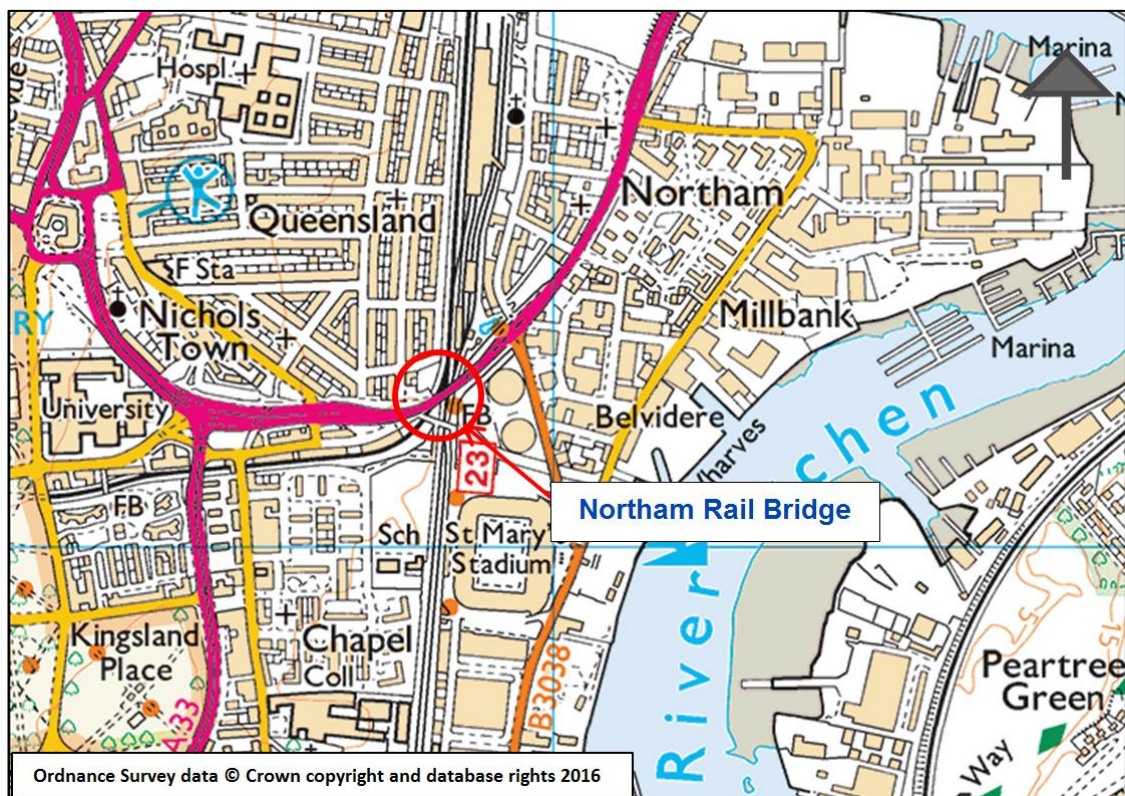 Marina
Hospl
Northam
Queensland
F Sta
Nichols
Town
RY
Millbank
Marina
University
Belvidere
FB
Wharves
chen
23
Northam Rail Bridge
FB
Sch
St Mary's
Stadium
River
Kingsland
Place
Chapel
Coll
B3038
A33
Peartree
Green
15
5
Way
Ordnance Survey data © Crown copyright and database rights 2016